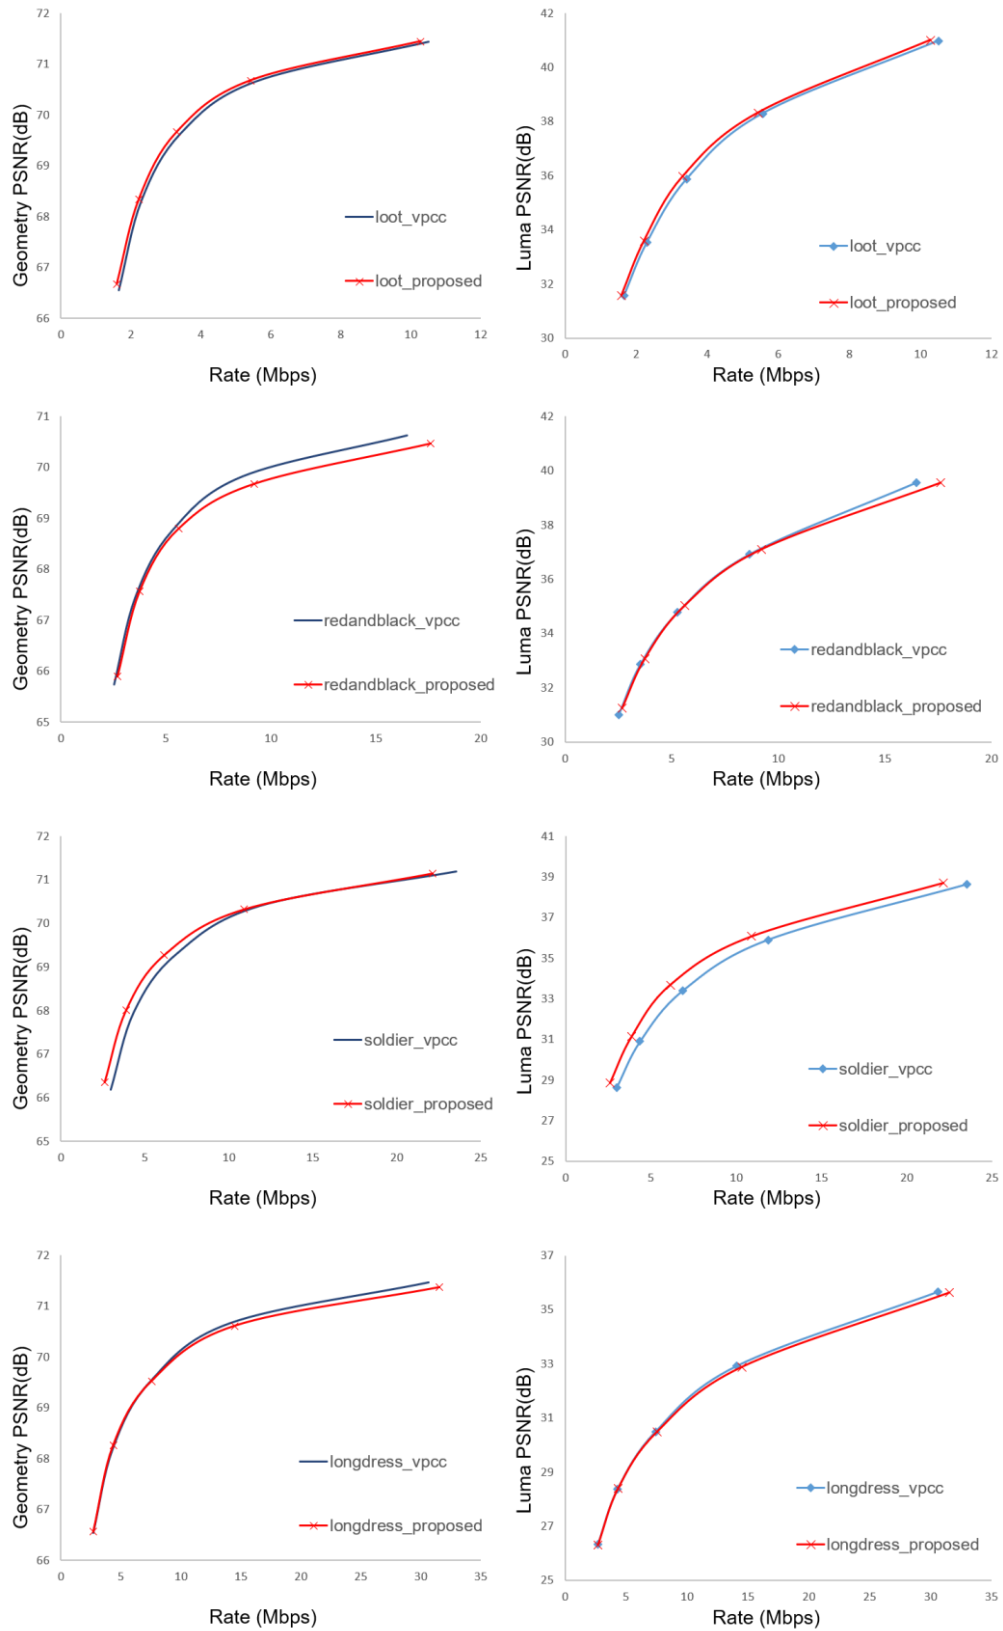 72
71
70
69
68
67
66
Geometry PSNR(dB)
loot_vpcc
loot_proposed
0 2 4 6 8 10 12
Rate (Mbps)
42
40
38
36
34
32
30
Luma PSNR(dB)
loot_vpcc
loot_proposed
0 2 4 6 8 10 12
Rate (Mbps)
71
70
69
68
67
66
65
Geometry PSNR(dB)
redandblack_vpcc
redandblack_proposed
0 5 10 15 20
Rate (Mbps)
42
40
38
36
34
32
30
Luma PSNR(dB)
redandblack_vpcc
redandblack_proposed
0 5 10 15 20
Rate (Mbps)
72
71
70
69
68
67
66
65
Geometry PSNR(dB)
soldier_vpcc
soldier_proposed
0 5 10 15 20 25
Rate (Mbps)
41
39
37
35
33
31
29
27
25
Luma PSNR(dB)
soldier_vpcc
soldier_proposed
0 5 10 15 20 25
Rate (Mbps)
72
71
70
69
68
67
66
Geometry PSNR(dB)
longdress_vpcc
longdress_proposed
0 5 10 15 20 25 30 35
Rate (Mbps)
37
35
33
31
29
27
25
Luma PSNR(dB)
longdress_vpcc
longdress_proposed
0 5 10 15 20 25 30 35
Rate (Mbps)